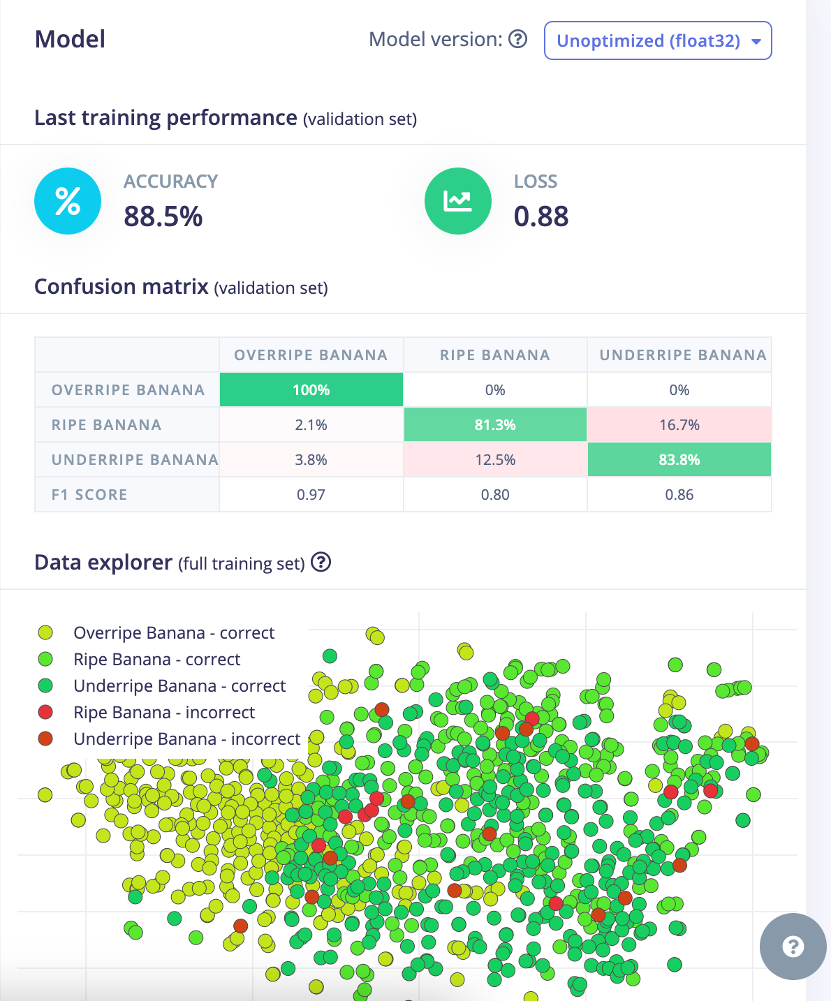 Model
Model version: ? Unoptimized (float32)
Last training performance (validation set)
% ACCURACY
88.5%
LOSS
0.88
Confusion matrix (validation set)
OVERRIPE BANANA RIPE BANANA UNDERRIPE BANANA
OVERRIPE BANANA 100% 0% 0%
RIPE BANANA 2.1% 81.3% 16.7%
UNDERRIPE BANANA 3.8% 12.5% 83.8%
F1 SCORE 0.97 0.80 0.86
Data explorer (full training set) ?
Overripe Banana - correct
Ripe Banana - correct
Underripe Banana - correct
Ripe Banana - incorrect
Underripe Banana - incorrect
?